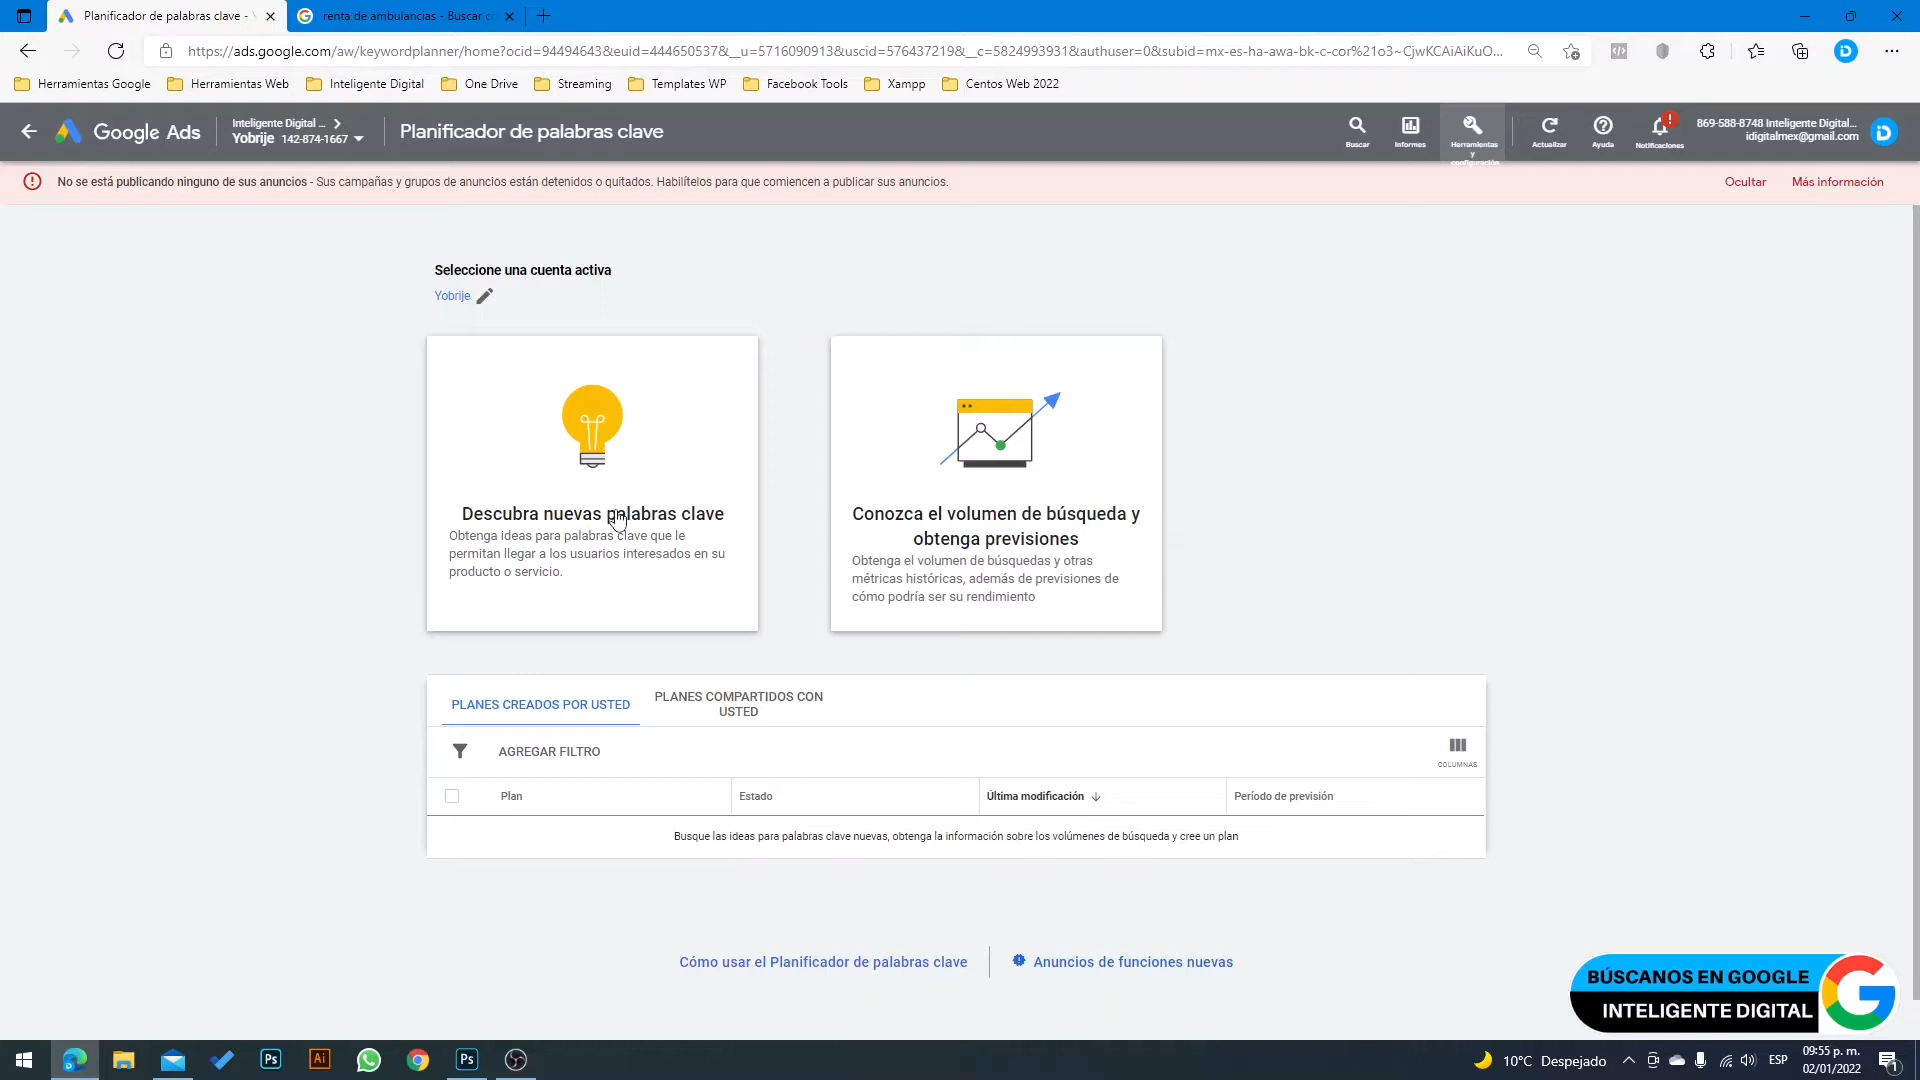 Planificador de palabras clave -
renta de ambulancias - Buscar c
https://ads.google.com/aw/keywordplanner/home?ocid=94494643&euid=444650537&__u=5716090913&uscid=576437219&__c=5824993931&authuser=0&subid=mx-es-ha-awa-bk-c-cor%21o3~CjwKCAiAiKuO...
Herramientas Google
Herramientas Web
Inteligente Digital
One Drive
Streaming
Templates WP
Facebook Tools
Xampp
Centos Web 2022
Google Ads
Inteligente Digital ...
Yobrije 142-874-1667
Planificador de palabras clave
Buscar
Informes
Herramientas
y
configuración
Actualizar
Ayuda
Notificaciones
869-588-8748 Inteligente Digital...
idigitalmex@gmail.com
No se está publicando ninguno de sus anuncios - Sus campañas y grupos de anuncios están detenidos o quitados. Habilítelos para que comiencen a publicar sus anuncios.
Ocultar
Más información
Seleccione una cuenta activa
Yobrije
Descubra nuevas palabras clave
Obtenga ideas para palabras clave que le
permitan llegar a los usuarios interesados en su
producto o servicio.
Conozca el volumen de búsqueda y
obtenga previsiones
Obtenga el volumen de búsquedas y otras
métricas históricas, además de previsiones de
cómo podría ser su rendimiento
PLANES CREADOS POR USTED
PLANES COMPARTIDOS CON
USTED
AGREGAR FILTRO
COLUMNAS
Plan
Estado
Última modificación
Período de previsión
Busque las ideas para palabras clave nuevas, obtenga la información sobre los volúmenes de búsqueda y cree un plan
Cómo usar el Planificador de palabras clave
Anuncios de funciones nuevas
BÚSCANOS EN GOOGLE
INTELIGENTE DIGITAL
Ps
Ai
Ps
10°C Despejado
ESP
09:55 p. m.
02/01/2022
1